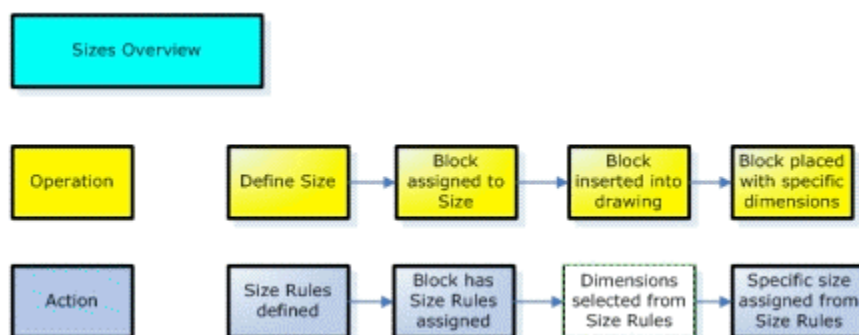 Sizes Overview
Operation
Define Size
Block
assigned to
Size
Block
inserted into
drawing
Block placed
with specific
dimensions
Action
Size Rules
defined
Block has
Size Rules
assigned
Dimensions
selected from
Size Rules
Specific size
assigned from
Size Rules